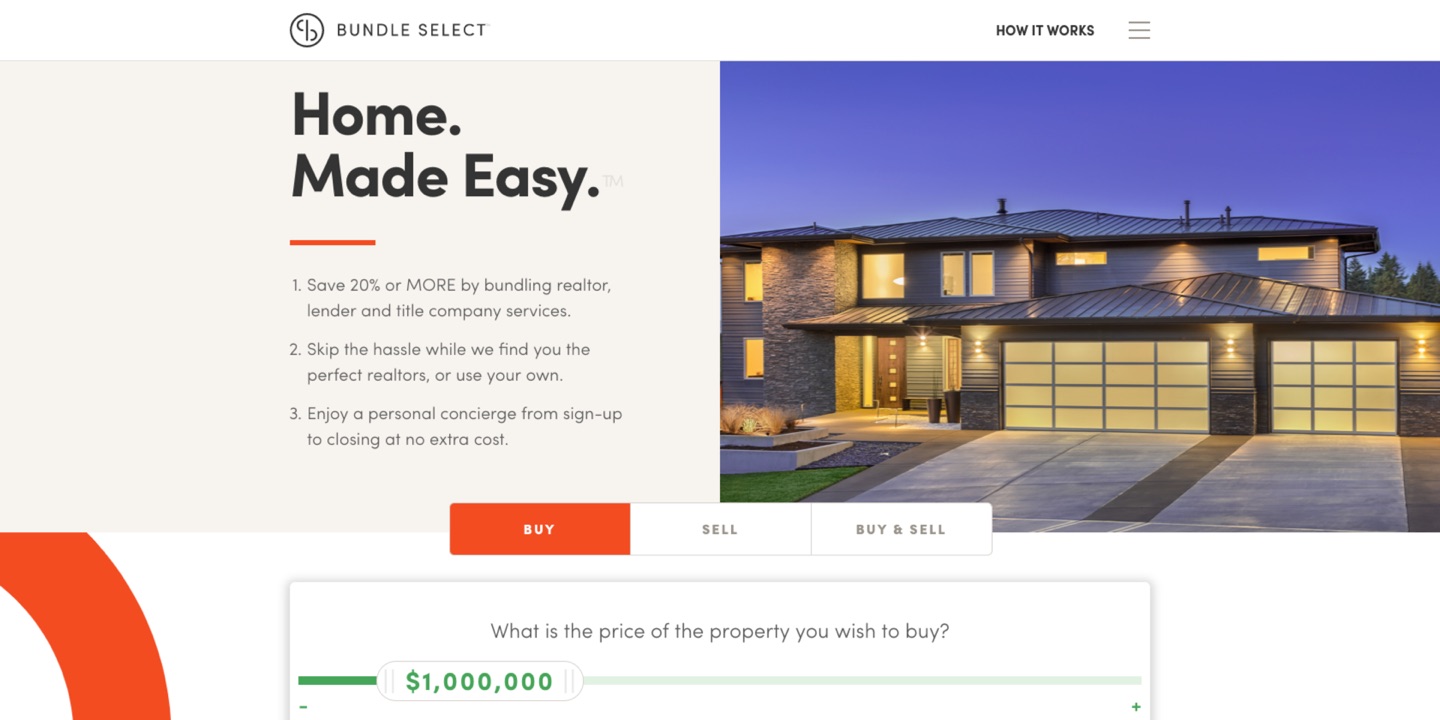 BUNDLE SELECT
HOW IT WORKS
Home.
Made Easy.™
1. Save 20% or MORE by bundling realtor,
lender and title company services.
2. Skip the hassle while we find you the
perfect realtors, or use your own.
3. Enjoy a personal concierge from sign-up
to closing at no extra cost.
BUY
SELL
BUY & SELL
What is the price of the property you wish to buy?
$1,000,000
- +